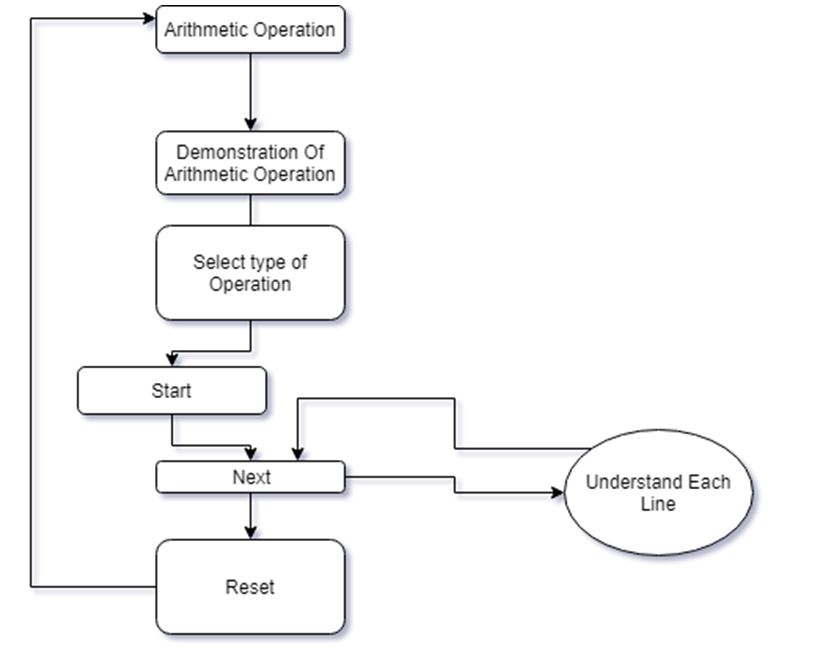 Arithmetic Operation
Demonstration Of
Arithmetic Operation
Select type of
Operation
Start
Next
Understand Each
Line
Reset